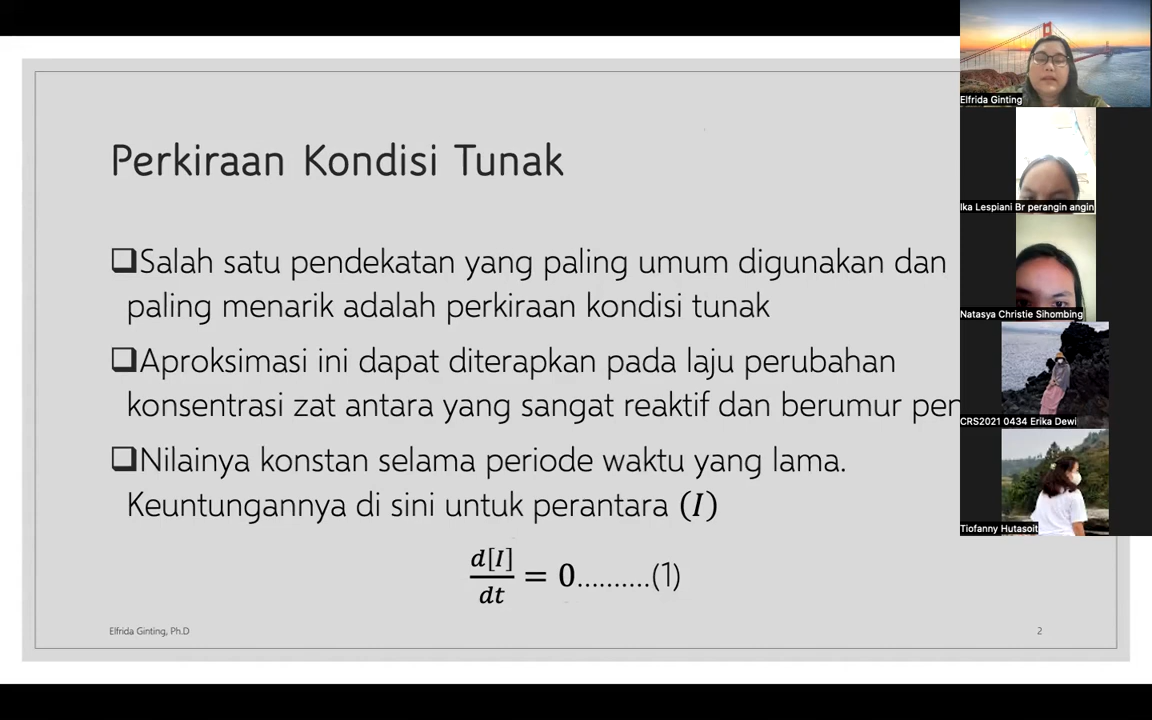 Perkiraan Kondisi Tunak
❑Salah satu pendekatan yang paling umum digunakan dan
paling menarik adalah perkiraan kondisi tunak
❑Aproksimasi ini dapat diterapkan pada laju perubahan
konsentrasi zat antara yang sangat reaktif dan berumur pen
❑Nilainya konstan selama periode waktu yang lama.
Keuntungannya di sini untuk perantara (I)
d[I]/dt = 0..........(1)
Elfrida Ginting, Ph.D
2
Elfrida Ginting
Ika Lespiani Br perangin angin
Natasya Christie Sihombing
CRS2021 0434 Erika Dewi
Tiofanny Hutasoit